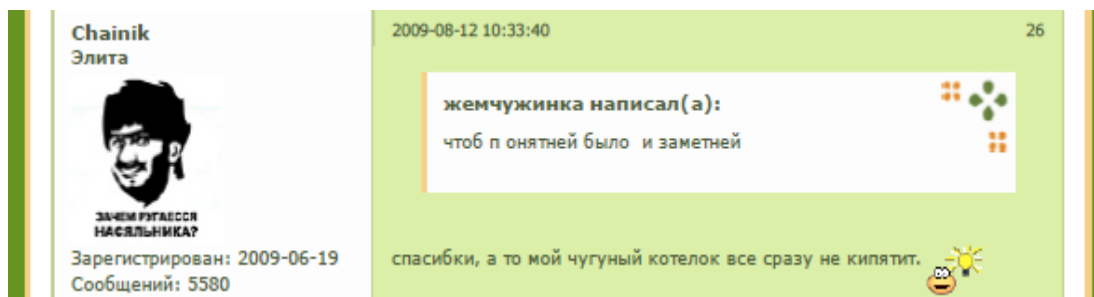 Chainik
Элита
ЗАЧЕМ РУГАЕССЯ
НАСЯЛЬНИКА?
Зарегистрирован: 2009-06-19
Сообщений: 5580
2009-08-12 10:33:40 26
жемчужинка написал(а):
чтоб п онятней было и заметней
спасибки, а то мой чугуный котелок все сразу не кипятит.